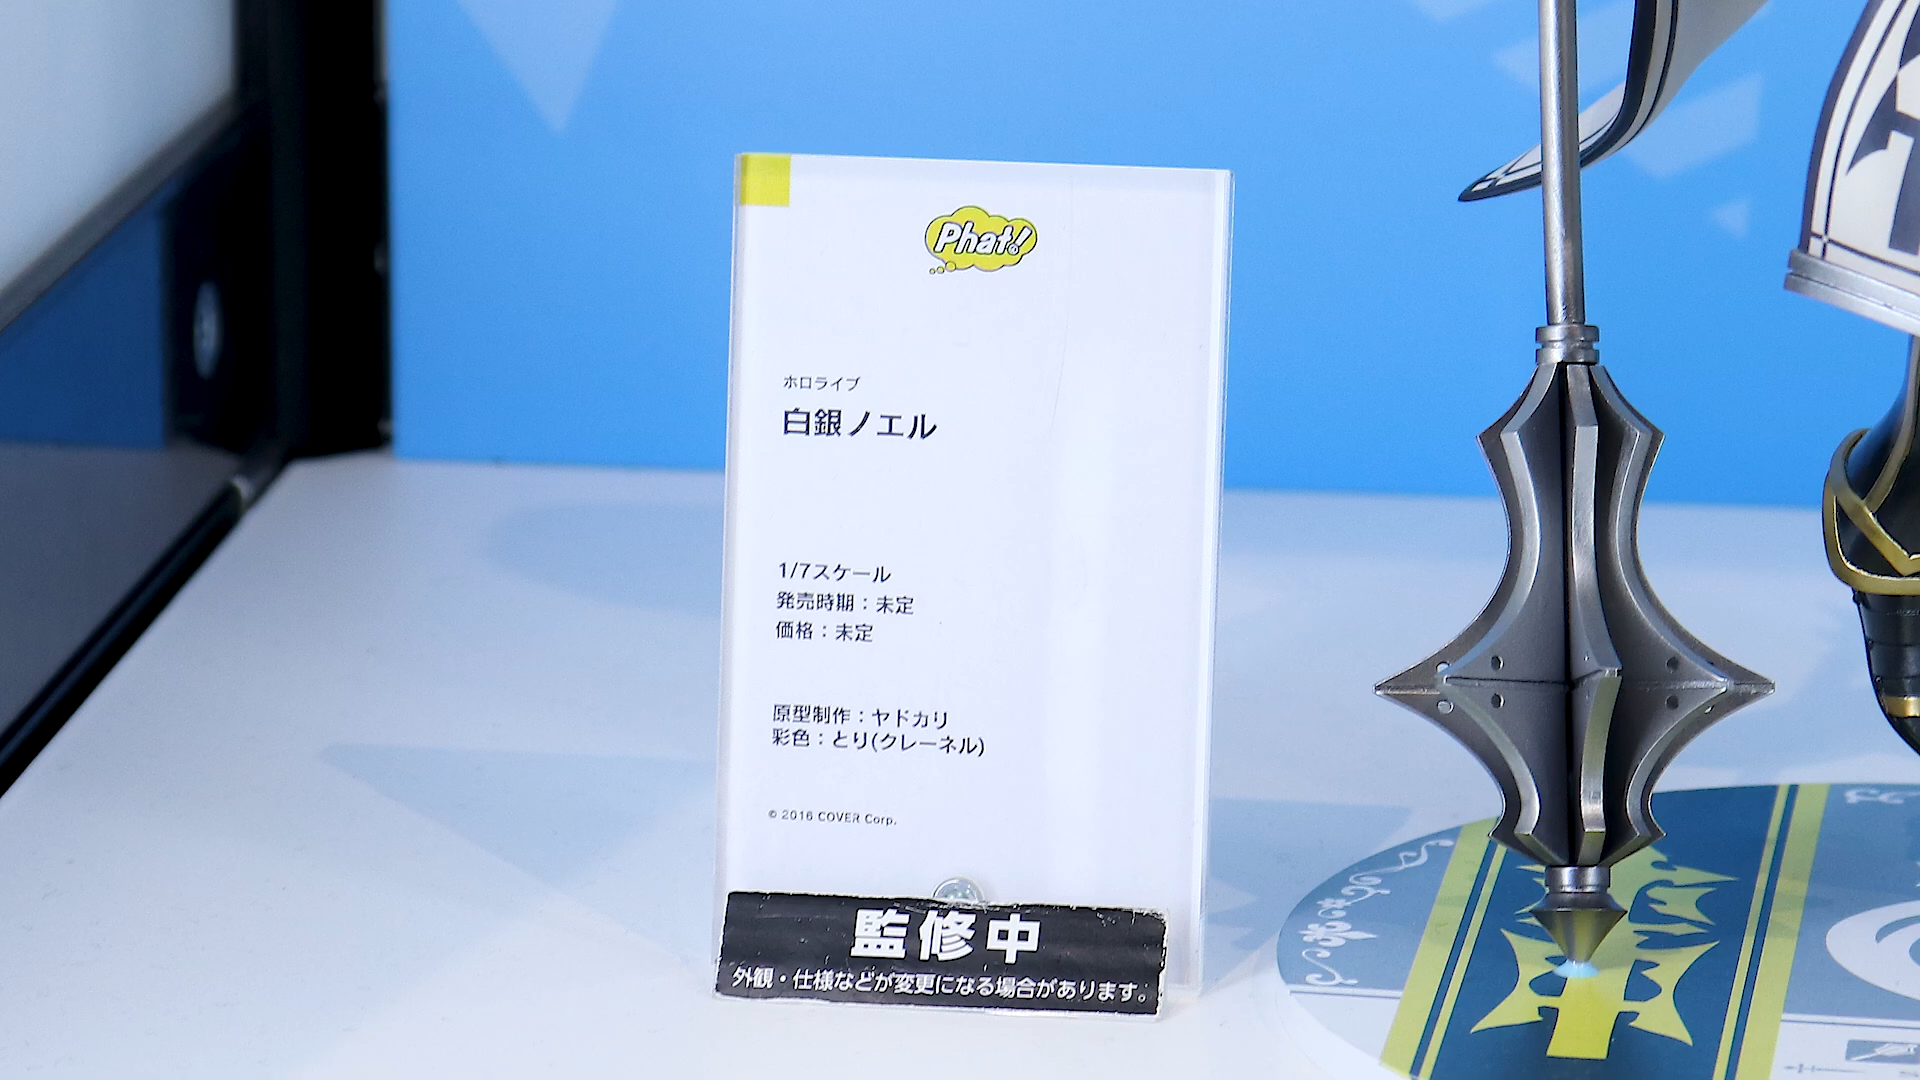 Phat!
ホロライブ
白銀ノエル
1/7スケール
発売時期：未定
価格：未定
原型制作：ヤドカリ
彩色：とり(クレーネル)
© 2016 COVER Corp.
監修中
外観・仕様などが変更になる場合があります。